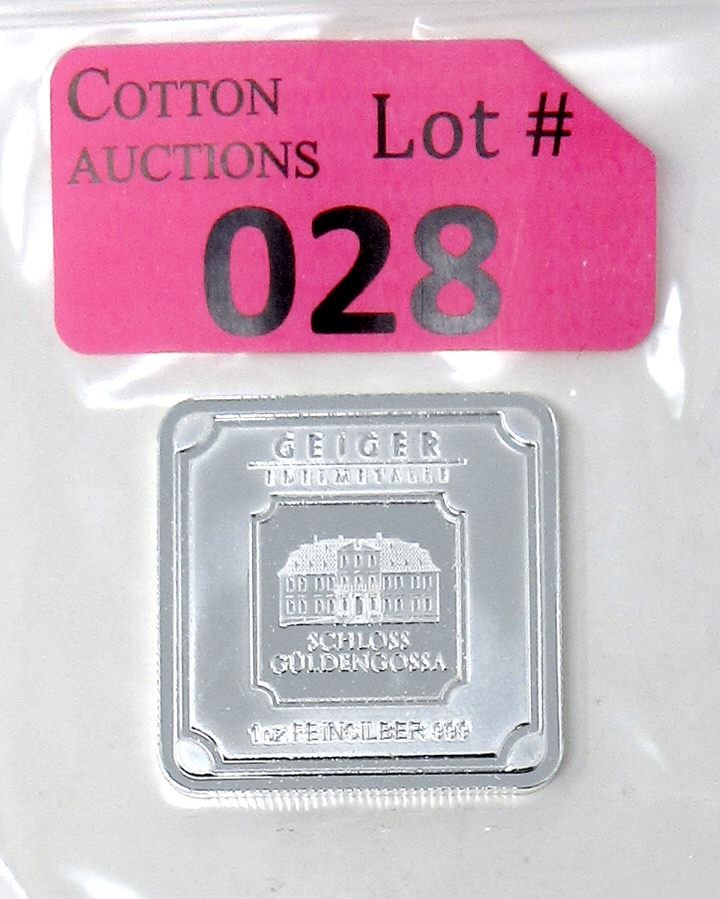 COTTON
AUCTIONS
Lot #
028
GEIGER
EDELMETALLE
SCHLOSS
GÜLDENGOSSA
1oz FEINSILBER 999